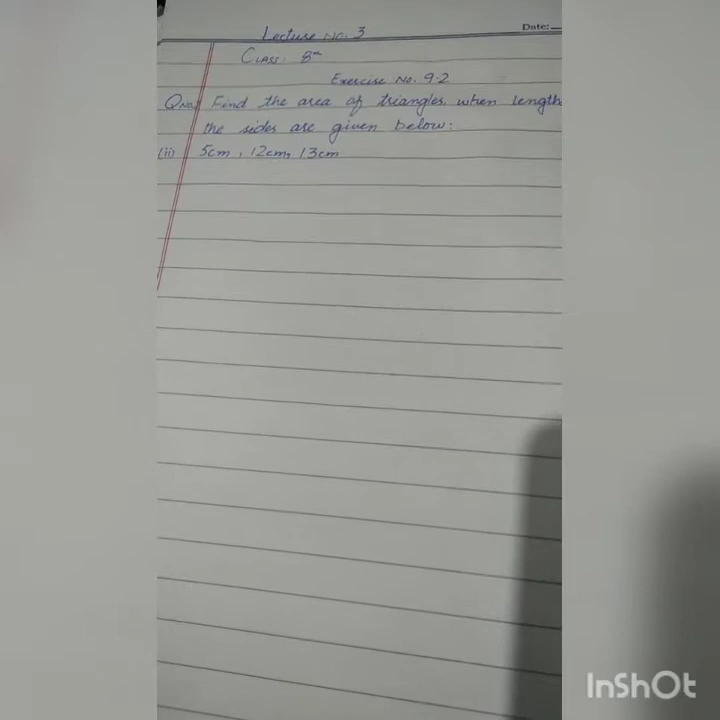 Date:
Lecture No. 3
Class: 8th
Exercise No. 9.2
QNo1 Find the area of triangles, when length
the sides are given below:
(ii) 5cm, 12cm, 13cm
InShOt